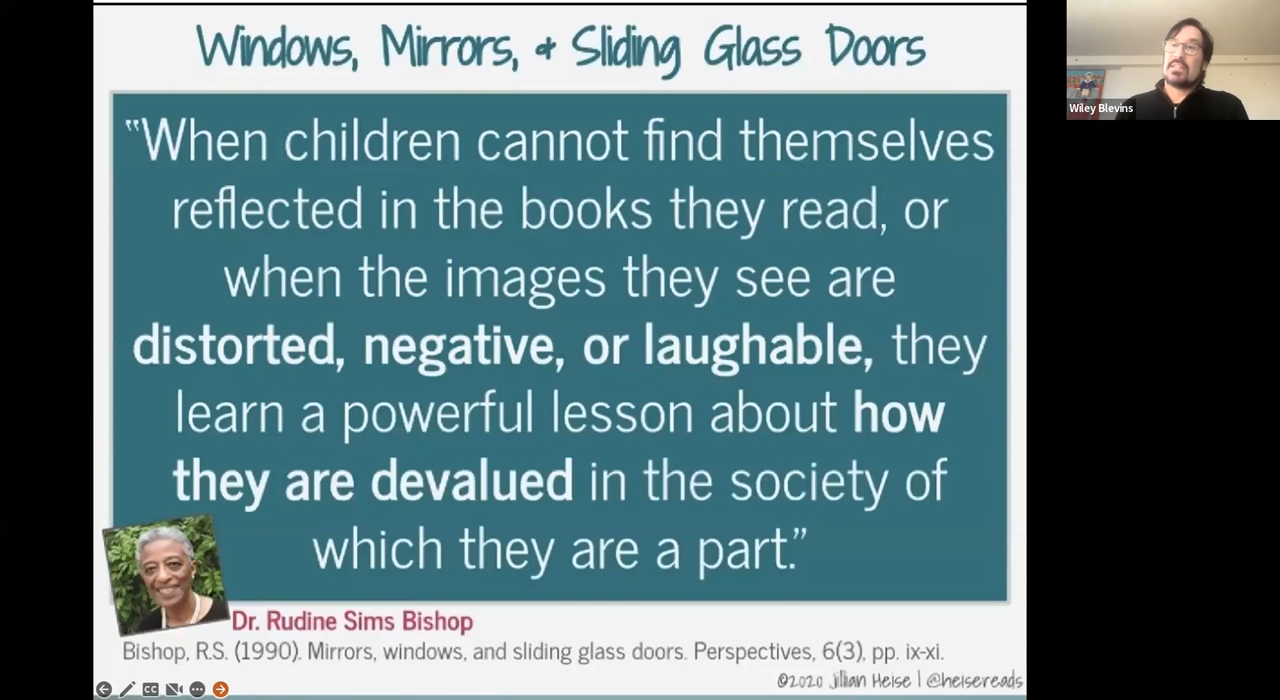 Windows, Mirrors, + Sliding Glass Doors
“When children cannot find themselves
reflected in the books they read, or
when the images they see are
distorted, negative, or laughable, they
learn a powerful lesson about how
they are devalued in the society of
which they are a part.”
Dr. Rudine Sims Bishop
Bishop, R.S. (1990). Mirrors, windows, and sliding glass doors. Perspectives, 6(3), pp. ix-xi.
©2020 Jillian Heise | @heisereads
CC
Wiley Blevins